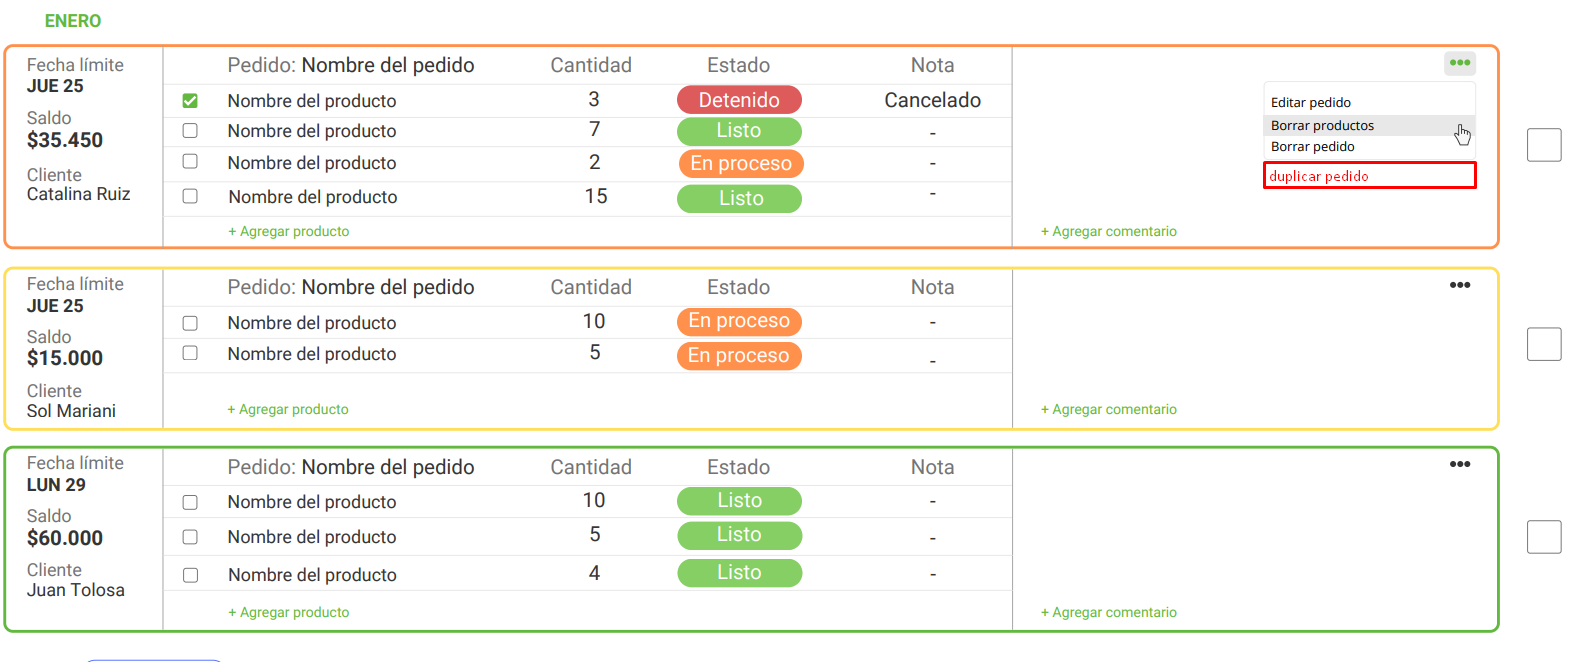 ENERO
Fecha límite
JUE 25
Saldo
$35.450
Cliente
Catalina Ruiz
Pedido: Nombre del pedido Cantidad Estado Nota
Nombre del producto 3 Detenido Cancelado
Nombre del producto 7 Listo -
Nombre del producto 2 En proceso -
Nombre del producto 15 Listo -
+ Agregar producto
•••
Editar pedido
Borrar productos
Borrar pedido
duplicar pedido
+ Agregar comentario
Fecha límite
JUE 25
Saldo
$15.000
Cliente
Sol Mariani
Pedido: Nombre del pedido Cantidad Estado Nota
Nombre del producto 10 En proceso -
Nombre del producto 5 En proceso -
+ Agregar producto
•••
+ Agregar comentario
Fecha límite
LUN 29
Saldo
$60.000
Cliente
Juan Tolosa
Pedido: Nombre del pedido Cantidad Estado Nota
Nombre del producto 10 Listo -
Nombre del producto 5 Listo -
Nombre del producto 4 Listo -
+ Agregar producto
•••
+ Agregar comentario